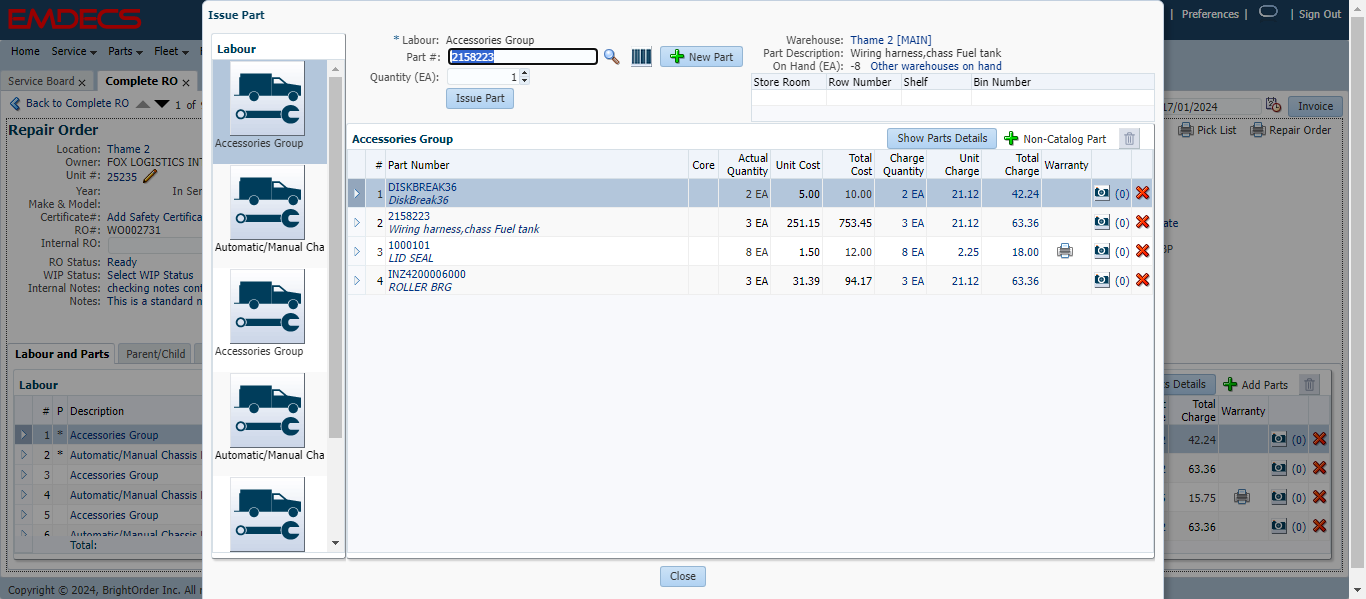 EMDECS
Issue Part
| Preferences | | Sign Out
Home Service Parts Fleet
Service Board x Complete RO x
Back to Complete RO 1 of
Repair Order
Location: Thame 2
Owner: FOX LOGISTICS INT
Unit #: 25235
Year: In Ser
Make & Model:
Certificate#: Add Safety Certifica
RO#: WO002731
Internal RO:
RO Status: Ready
WIP Status: Select WIP Status
Internal Notes: checking notes cont
Notes: This is a standard n
Labour and Parts Parent/Child
Labour
# P Description
1 * Accessories Group
2 * Automatic/Manual Chassis
3 Accessories Group
4 Automatic/Manual Chassis
5 Accessories Group
6 Automatic/Manual Chassis
Total:
Copyright © 2024, BrightOrder Inc. All r
Labour
Accessories Group
Automatic/Manual Cha
Accessories Group
Automatic/Manual Cha
* Labour: Accessories Group
Part #: 2158223
New Part
Quantity (EA): 1
Issue Part
Warehouse: Thame 2 [MAIN]
Part Description: Wiring harness,chass Fuel tank
On Hand (EA): -8 Other warehouses on hand
Store Room Row Number Shelf Bin Number
Accessories Group Show Parts Details Non-Catalog Part
# Part Number Core Actual Quantity Unit Cost Total Cost Charge Quantity Unit Charge Total Charge Warranty
1 DISKBREAK36 2 EA 5.00 10.00 2 EA 21.12 42.24 (0)
DiskBreak36
2 2158223 3 EA 251.15 753.45 3 EA 21.12 63.36 (0)
Wiring harness,chass Fuel tank
3 1000101 8 EA 1.50 12.00 8 EA 2.25 18.00 (0)
LID SEAL
4 INZ4200006000 3 EA 31.39 94.17 3 EA 21.12 63.36 (0)
ROLLER BRG
Close
17/01/2024 Invoice
Pick List Repair Order
ate
BP
s Details Add Parts
Total Charge Warranty
42.24 (0)
63.36 (0)
15.75 (0)
63.36 (0)